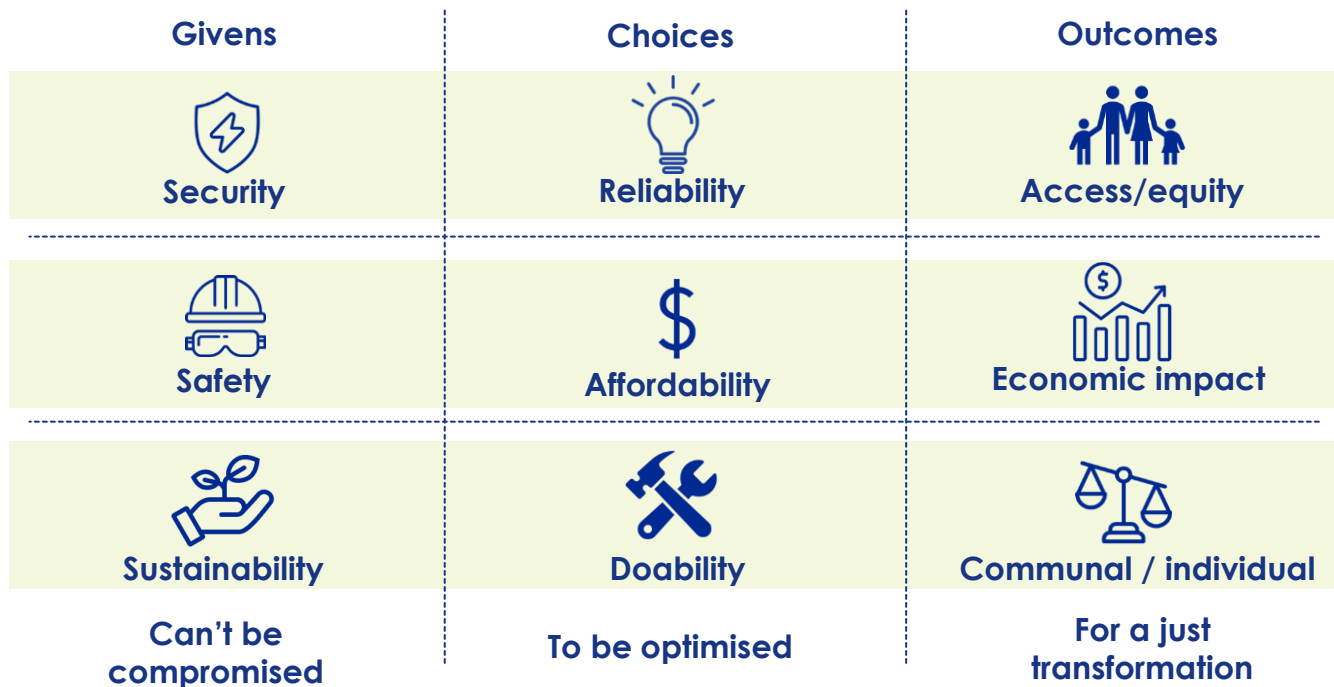 Givens
Choices
Outcomes
Security
Reliability
Access/equity
$
Safety
Affordability
Economic impact
Sustainability
Doability
Communal / individual
Can't be
compromised
To be optimised
For a just
transformation